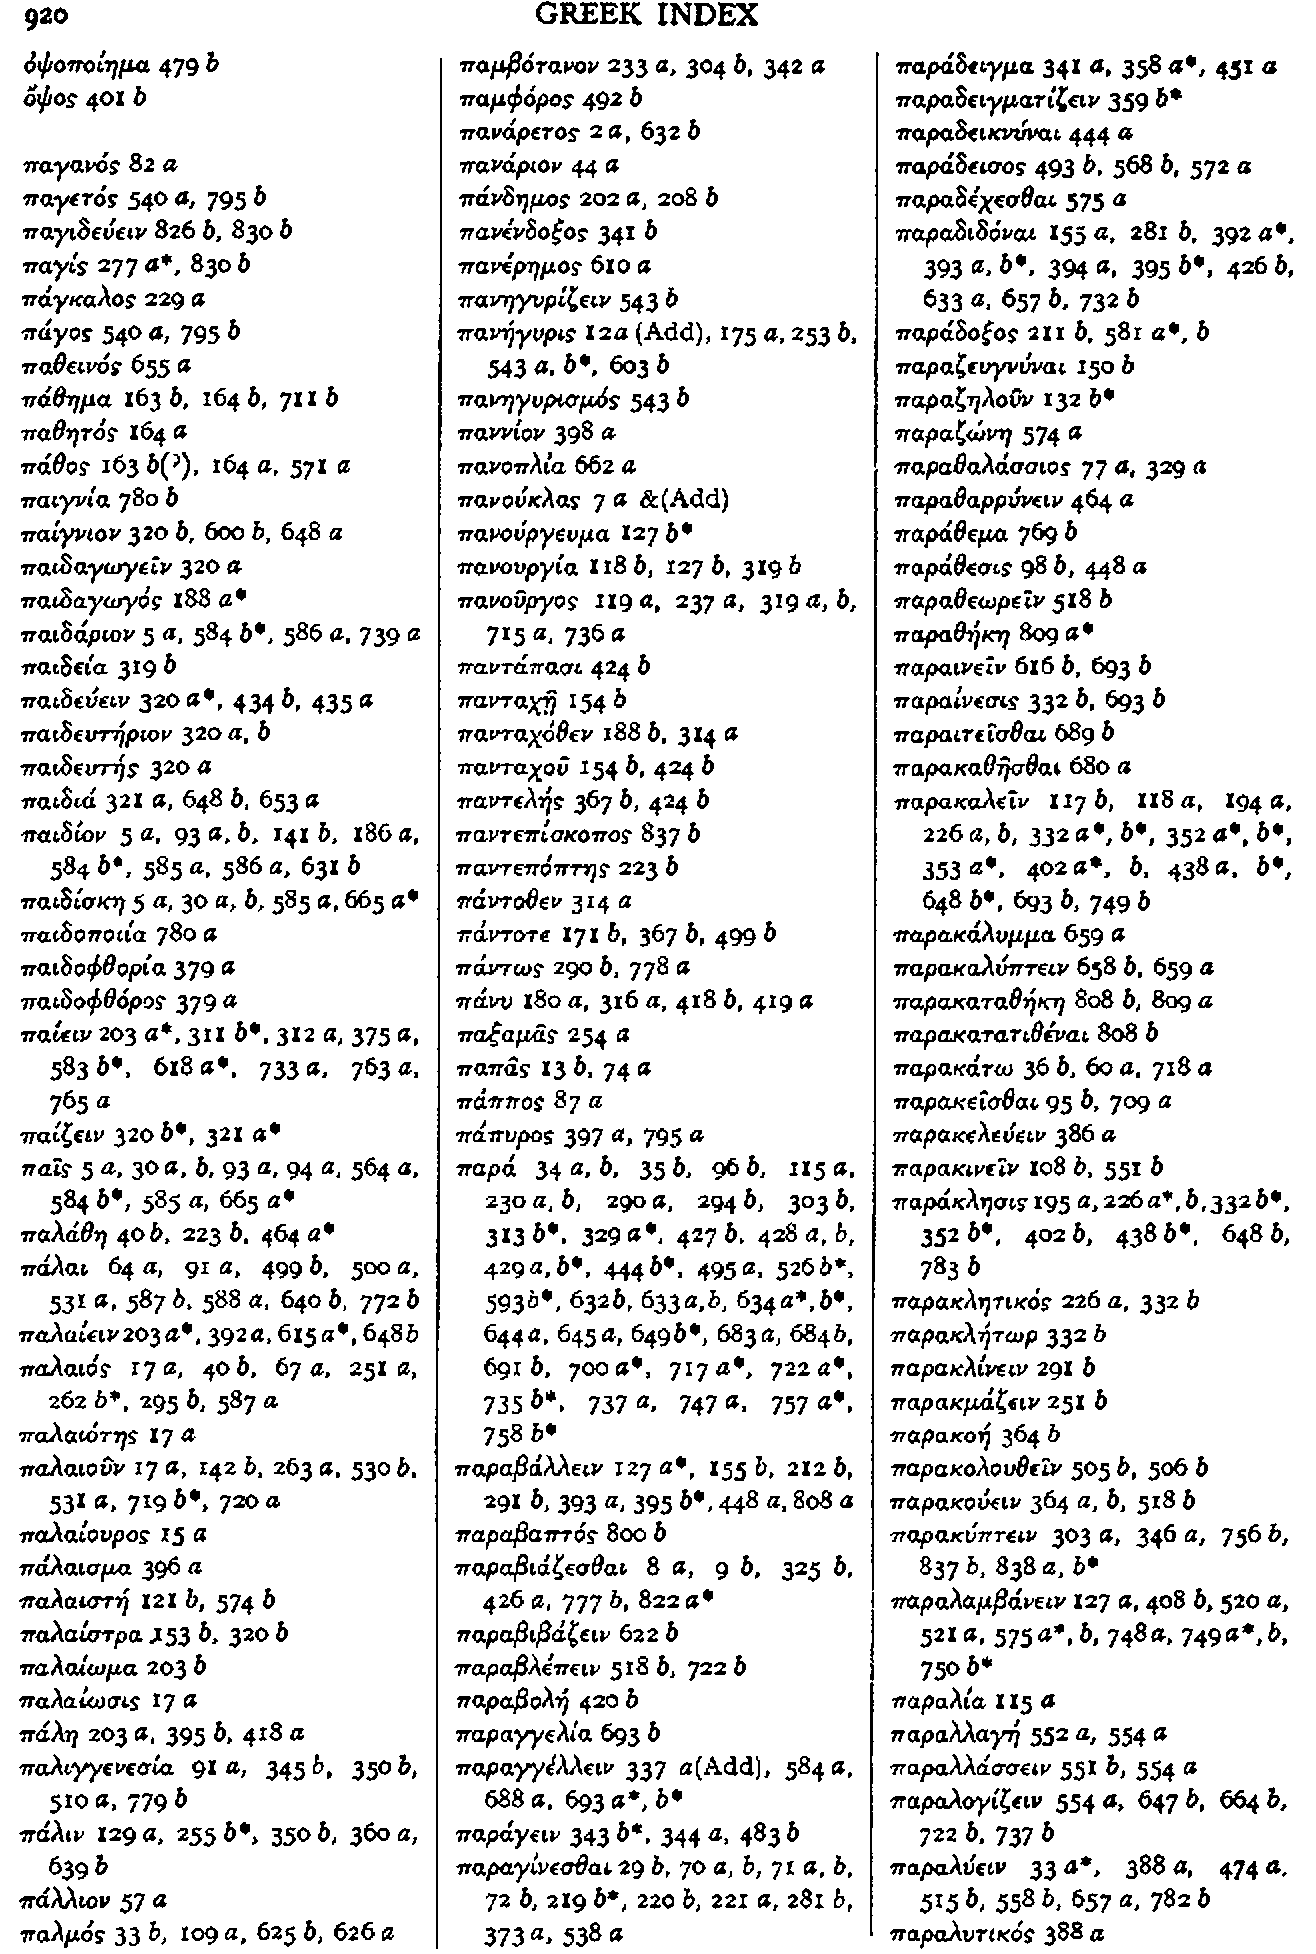 920
GREEK INDEX
ὀψοποίημα 479 b
ὄψος 401 b
παγανός 82 a
παγετός 540 a, 795 b
παγιδεύειν 826 b, 830 b
παγίς 277 a*, 830 b
πάγκαλος 229 a
πάγος 540 a, 795 b
παθεινός 655 a
πάθημα 163 b, 164 b, 711 b
παθητός 164 a
πάθος 163 b(?), 164 a, 571 a
παιγνία 780 b
παίγνιον 320 b, 600 b, 648 a
παιδαγωγεῖν 320 a
παιδαγωγός 188 a*
παιδάριον 5 a, 584 b*, 586 a, 739 a
παιδεία 319 b
παιδεύειν 320 a*, 434 b, 435 a
παιδευτήριον 320 a, b
παιδευτής 320 a
παιδιά 321 a, 648 b, 653 a
παιδίον 5 a, 93 a, b, 141 b, 186 a,
584 b*, 585 a, 586 a, 631 b
παιδίσκη 5 a, 30 a, b, 585 a, 665 a*
παιδοποιία 780 a
παιδοφθορία 379 a
παιδοφθόρος 379 a
παίειν 203 a*, 311 b*, 312 a, 375 a,
583 b*, 618 a*, 733 a, 763 a,
765 a
παίζειν 320 b*, 321 a*
παῖς 5 a, 30 a, b, 93 a, 94 a, 564 a,
584 b*, 585 a, 665 a*
παλάθη 40 b, 223 b, 464 a*
πάλαι 64 a, 91 a, 499 b, 500 a,
531 a, 587 b, 588 a, 640 b, 772 b
παλαίειν 203 a*, 392 a, 615 a*, 648 b
παλαιός 17 a, 40 b, 67 a, 251 a,
262 b*, 295 b, 587 a
παλαιότης 17 a
παλαιοῦν 17 a, 142 b, 263 a, 530 b,
531 a, 719 b*, 720 a
παλαίουρος 15 a
πάλαισμα 396 a
παλαιστή 121 b, 574 b
παλαίστρα 153 b, 320 b
παλαίωμα 203 b
παλαίωσις 17 a
πάλη 203 a, 395 b, 418 a
παλιγγενεσία 91 a, 345 b, 350 b,
510 a, 779 b
πάλιν 129 a, 255 b*, 350 b, 360 a,
639 b
πάλλιον 57 a
παλμός 33 b, 109 a, 625 b, 626 a
παμβότανον 233 a, 304 b, 342 a
παμφόρος 492 b
πανάρετος 2 a, 632 b
πανάριον 44 a
πάνδημος 202 a, 208 b
πανένδοξος 341 b
πανέρημος 610 a
πανηγυρίζειν 543 b
πανήγυρις 12 a (Add), 175 a, 253 b,
543 a, b*, 603 b
πανηγυρισμός 543 b
παννίον 398 a
πανοπλία 662 a
πανούκλας 7 a &(Add)
πανούργευμα 127 b*
πανουργία 118 b, 127 b, 319 b
πανοῦργος 119 a, 237 a, 319 a, b,
715 a, 736 a
παντάπασι 424 b
πανταχῇ 154 b
πανταχόθεν 188 b, 314 a
πανταχοῦ 154 b, 424 b
παντελής 367 b, 424 b
παντεπίσκοπος 837 b
παντεπόπτης 223 b
πάντοθεν 314 a
πάντοτε 171 b, 367 b, 499 b
πάντως 290 b, 778 a
πάνυ 180 a, 316 a, 418 b, 419 a
παξαμᾶς 254 a
παπᾶς 13 b, 74 a
πάππος 87 a
πάπυρος 397 a, 795 a
παρά 34 a, b, 35 b, 96 b, 115 a,
230 a, b, 290 a, 294 b, 303 b,
313 b*, 329 a*, 427 b, 428 a, b,
429 a, b*, 444 b*, 495 a, 526 b*,
593 b*, 632 b, 633 a, b, 634 a*, b*,
644 a, 645 a, 649 b*, 683 a, 684 b,
691 b, 700 a*, 717 a*, 722 a*,
735 b*, 737 a, 747 a, 757 a*,
758 b*
παραβάλλειν 127 a*, 155 b, 212 b,
291 b, 393 a, 395 b*, 448 a, 808 a
παραβαπτός 800 b
παραβιάζεσθαι 8 a, 9 b, 325 b,
426 a, 777 b, 822 a*
παραβιβάζειν 622 b
παραβλέπειν 518 b, 722 b
παραβολή 420 b
παραγγελία 693 b
παραγγέλλειν 337 a(Add), 584 a,
688 a, 693 a*, b*
παράγειν 343 b*, 344 a, 483 b
παραγίνεσθαι 29 b, 70 a, b, 71 a, b,
72 b, 219 b*, 220 b, 221 a, 281 b,
373 a, 538 a
παράδειγμα 341 a, 358 a*, 451 a
παραδειγματίζειν 359 b*
παραδεικνύναι 444 a
παράδεισος 493 b, 568 b, 572 a
παραδέχεσθαι 575 a
παραδιδόναι 155 a, 281 b, 392 a*,
393 a, b*, 394 a, 395 b*, 426 b,
633 a, 657 b, 732 b
παράδοξος 211 b, 581 a*, b
παραζευγνύναι 150 b
παραζηλοῦν 132 b*
παραζώνη 574 a
παραθαλάσσιος 77 a, 329 a
παραθαρρύνειν 464 a
παράθεμα 769 b
παράθεσις 98 b, 448 a
παραθεωρεῖν 518 b
παραθήκη 809 a*
παραινεῖν 616 b, 693 b
παραίνεσις 332 b, 693 b
παραιτεῖσθαι 689 b
παρακαθῆσθαι 680 a
παρακαλεῖν 117 b, 118 a, 194 a,
226 a, b, 332 a*, b*, 352 a*, b*,
353 a*, 402 a*, b, 438 a, b*,
648 b*, 693 b, 749 b
παρακάλυμμα 659 a
παρακαλύπτειν 658 b, 659 a
παρακαταθήκη 808 b, 809 a
παρακατατιθέναι 808 b
παρακάτω 36 b, 60 a, 718 a
παρακεῖσθαι 95 b, 709 a
παρακελεύειν 386 a
παρακινεῖν 108 b, 551 b
παράκλησις 195 a, 226 a*, b, 332 b*,
352 b*, 402 b, 438 b*, 648 b,
783 b
παρακλητικός 226 a, 332 b
παρακλήτωρ 332 b
παρακλίνειν 291 b
παρακμάζειν 251 b
παρακοή 364 b
παρακολουθεῖν 505 b, 506 b
παρακούειν 364 a, b, 518 b
παρακύπτειν 303 a, 346 a, 756 b,
837 b, 838 a, b*
παραλαμβάνειν 127 a, 408 b, 520 a,
521 a, 575 a*, b, 748 a, 749 a*, b,
750 b*
παραλία 115 a
παραλλαγή 552 a, 554 a
παραλλάσσειν 551 b, 554 a
παραλογίζειν 554 a, 647 b, 664 b,
722 b, 737 b
παραλύειν 33 a*, 388 a, 474 a,
515 b, 558 b, 657 a, 782 b
παραλυτικός 388 a